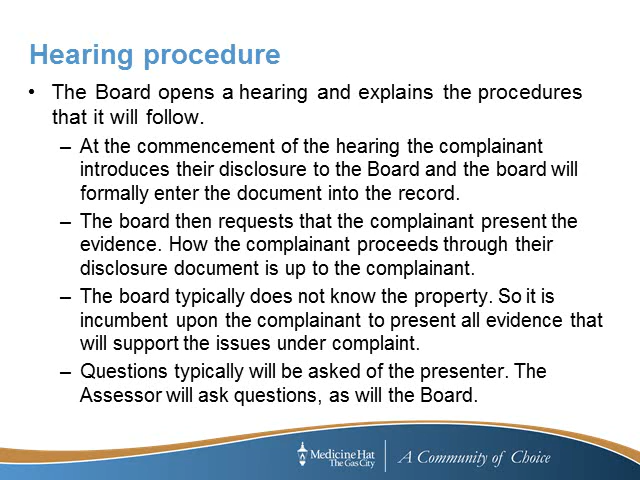 Hearing procedure
• The Board opens a hearing and explains the procedures
that it will follow.
– At the commencement of the hearing the complainant
introduces their disclosure to the Board and the board will
formally enter the document into the record.
– The board then requests that the complainant present the
evidence. How the complainant proceeds through their
disclosure document is up to the complainant.
– The board typically does not know the property. So it is
incumbent upon the complainant to present all evidence that
will support the issues under complaint.
– Questions typically will be asked of the presenter. The
Assessor will ask questions, as will the Board.
Medicine Hat
The Gas City
A Community of Choice